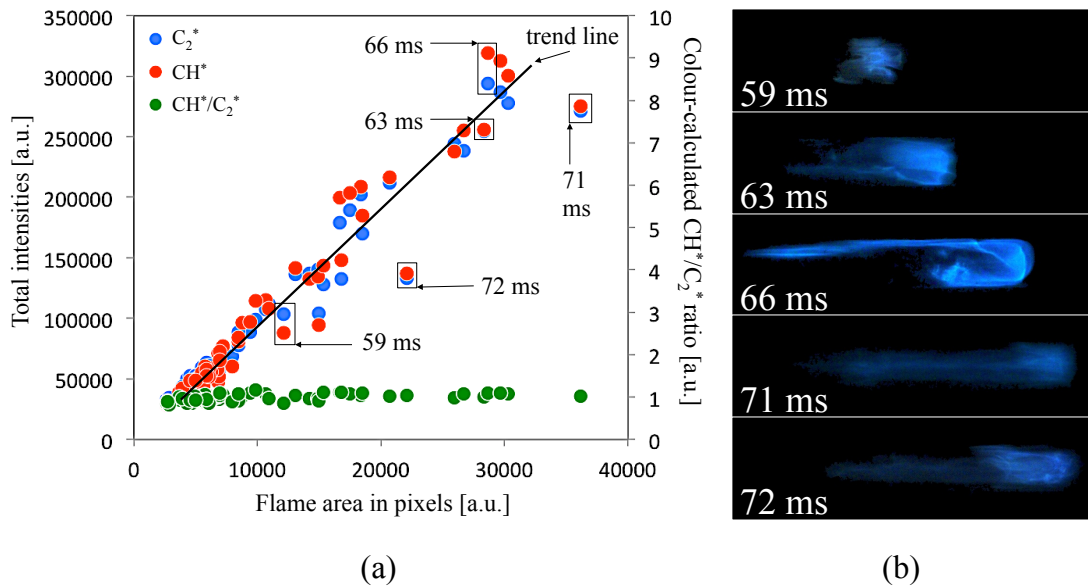 350000
300000
250000
200000
150000
100000
50000
0
Total intensities [a.u.]
C₂*
CH*
CH*/C₂*
66 ms
63 ms
trend line
71
ms
72 ms
59 ms
10
9
8
7
6
5
4
3
2
1
0
Colour-calculated CH*/C₂* ratio [a.u.]
0 10000 20000 30000 40000
Flame area in pixels [a.u.]
(a)
59 ms
63 ms
66 ms
71 ms
72 ms
(b)